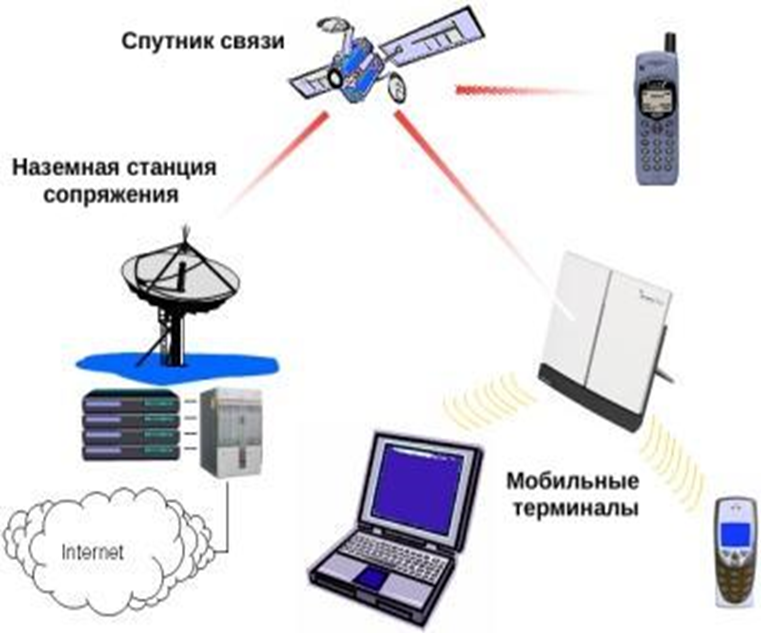 Спутник связи
Наземная станция
сопряжения
Internet
Мобильные
терминалы